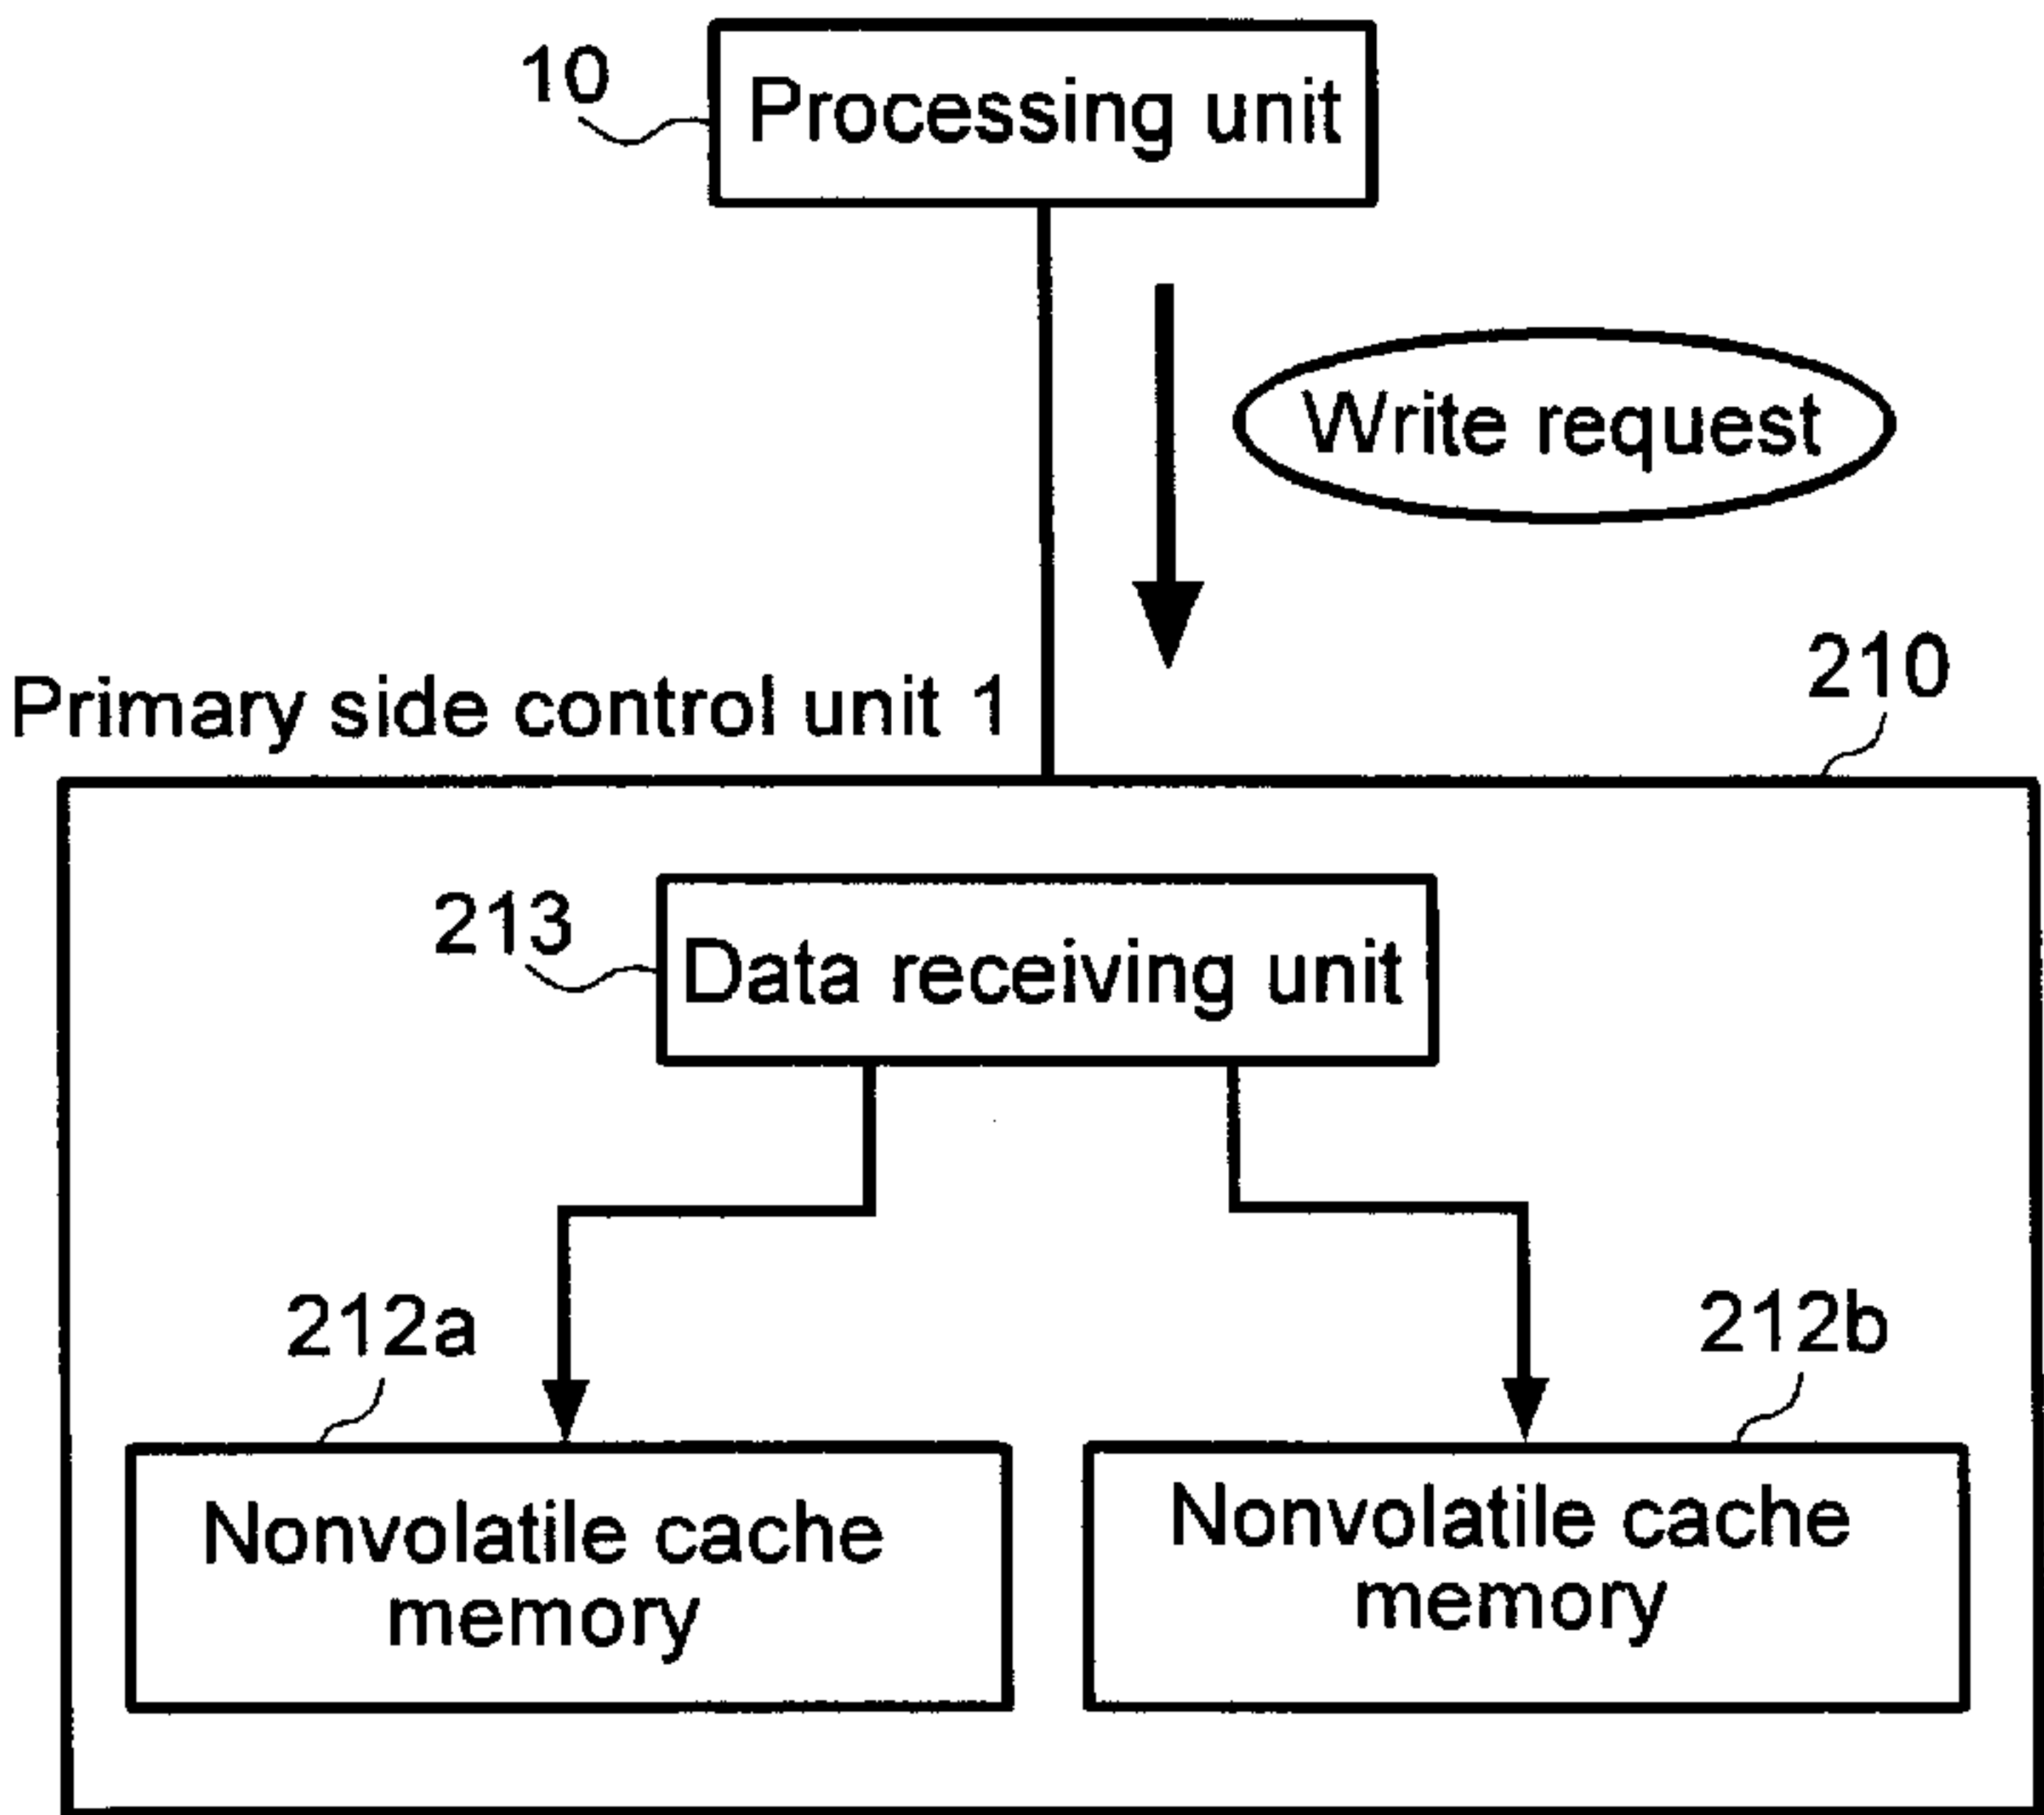 10
Processing unit
Write request
210
Primary side control unit 1
213
Data receiving unit
212a
212b
Nonvolatile cache
memory
Nonvolatile cache
memory